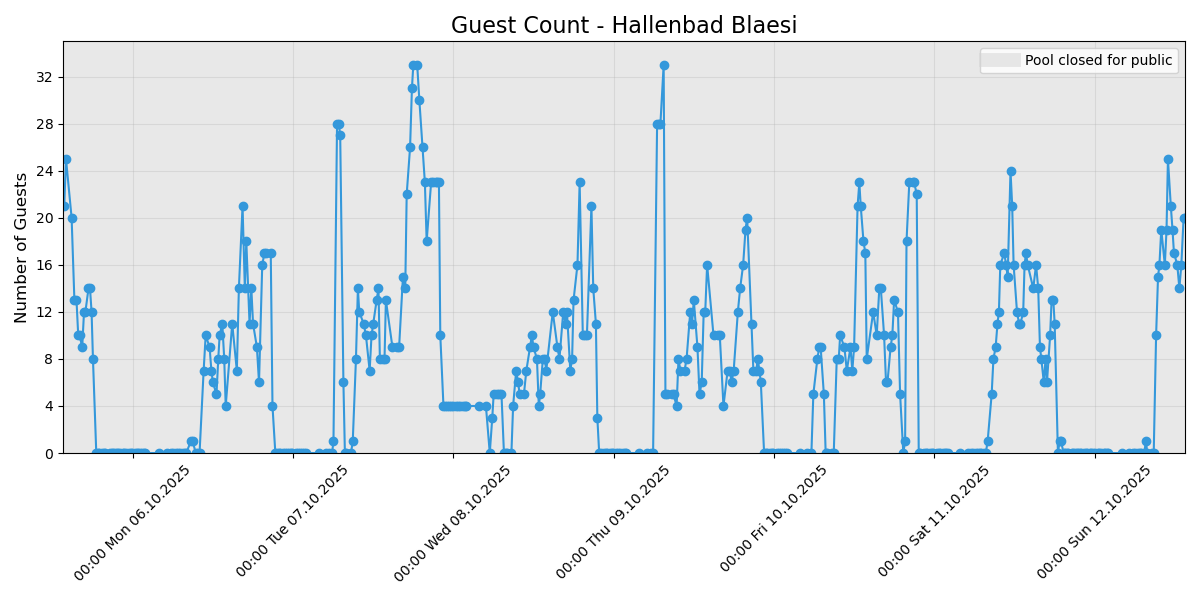 Guest Count - Hallenbad Blaesi
Pool closed for public
Number of Guests
32
28
24
20
16
12
8
4
0
00:00 Mon 06.10.2025
00:00 Tue 07.10.2025
00:00 Wed 08.10.2025
00:00 Thu 09.10.2025
00:00 Fri 10.10.2025
00:00 Sat 11.10.2025
00:00 Sun 12.10.2025